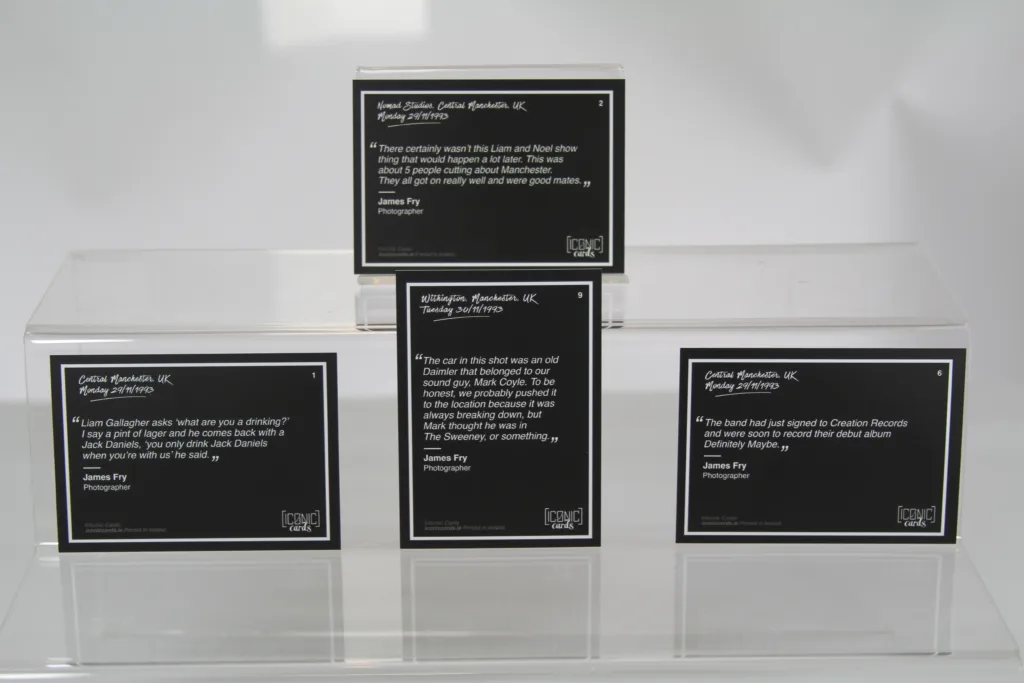 Nomad Studios, Central Manchester, UK
Monday 29/11/1993
2
“There certainly wasn't this Liam and Noel show
thing that would happen a lot later. This was
about 5 people cutting about Manchester.
They all got on really well and were good mates.„
James Fry
Photographer
[ICONIC]
cards
Withington, Manchester, UK
Tuesday 30/11/1993
9
“The car in this shot was an old
Daimler that belonged to our
sound guy, Mark Coyle. To be
honest, we probably pushed it
to the location because it was
always breaking down, but
Mark thought he was in
The Sweeney, or something.„
James Fry
Photographer
[ICONIC]
cards
Central Manchester, UK
Monday 29/11/1993
1
“Liam Gallagher asks 'what are you a drinking?'
I say a pint of lager and he comes back with a
Jack Daniels, 'you only drink Jack Daniels
when you're with us' he said.„
James Fry
Photographer
Printed in Ireland
[ICONIC]
cards
Central Manchester, UK
Monday 29/11/1993
6
“The band had just signed to Creation Records
and were soon to record their debut album
Definitely Maybe.„
James Fry
Photographer
[ICONIC]
cards